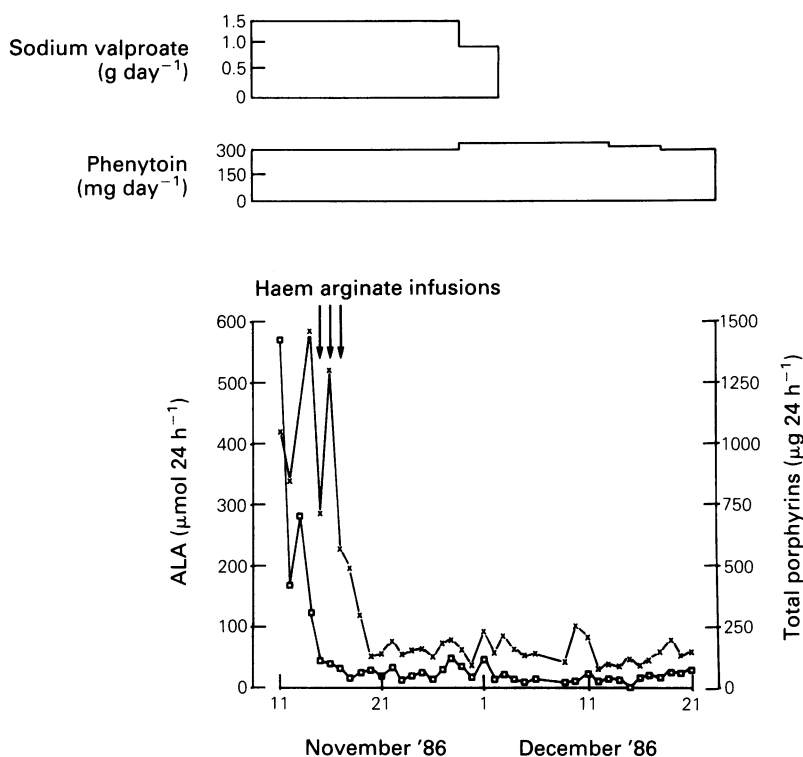 Sodium valproate
(g day⁻¹)
1.5
1.0
0.5
0
Phenytoin
(mg day⁻¹)
300
150
0
Haem arginate infusions
ALA (μmol 24 h⁻¹)
600
500
400
300
200
100
0
Total porphyrins (μg 24 h⁻¹)
1500
1250
1000
750
500
250
0
11 21 1 11 21
November '86 December '86